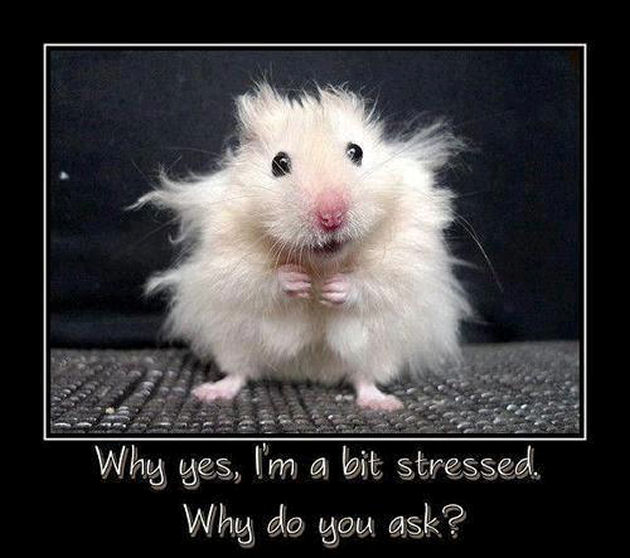 Why yes, I'm a bit stressed.
Why do you ask?